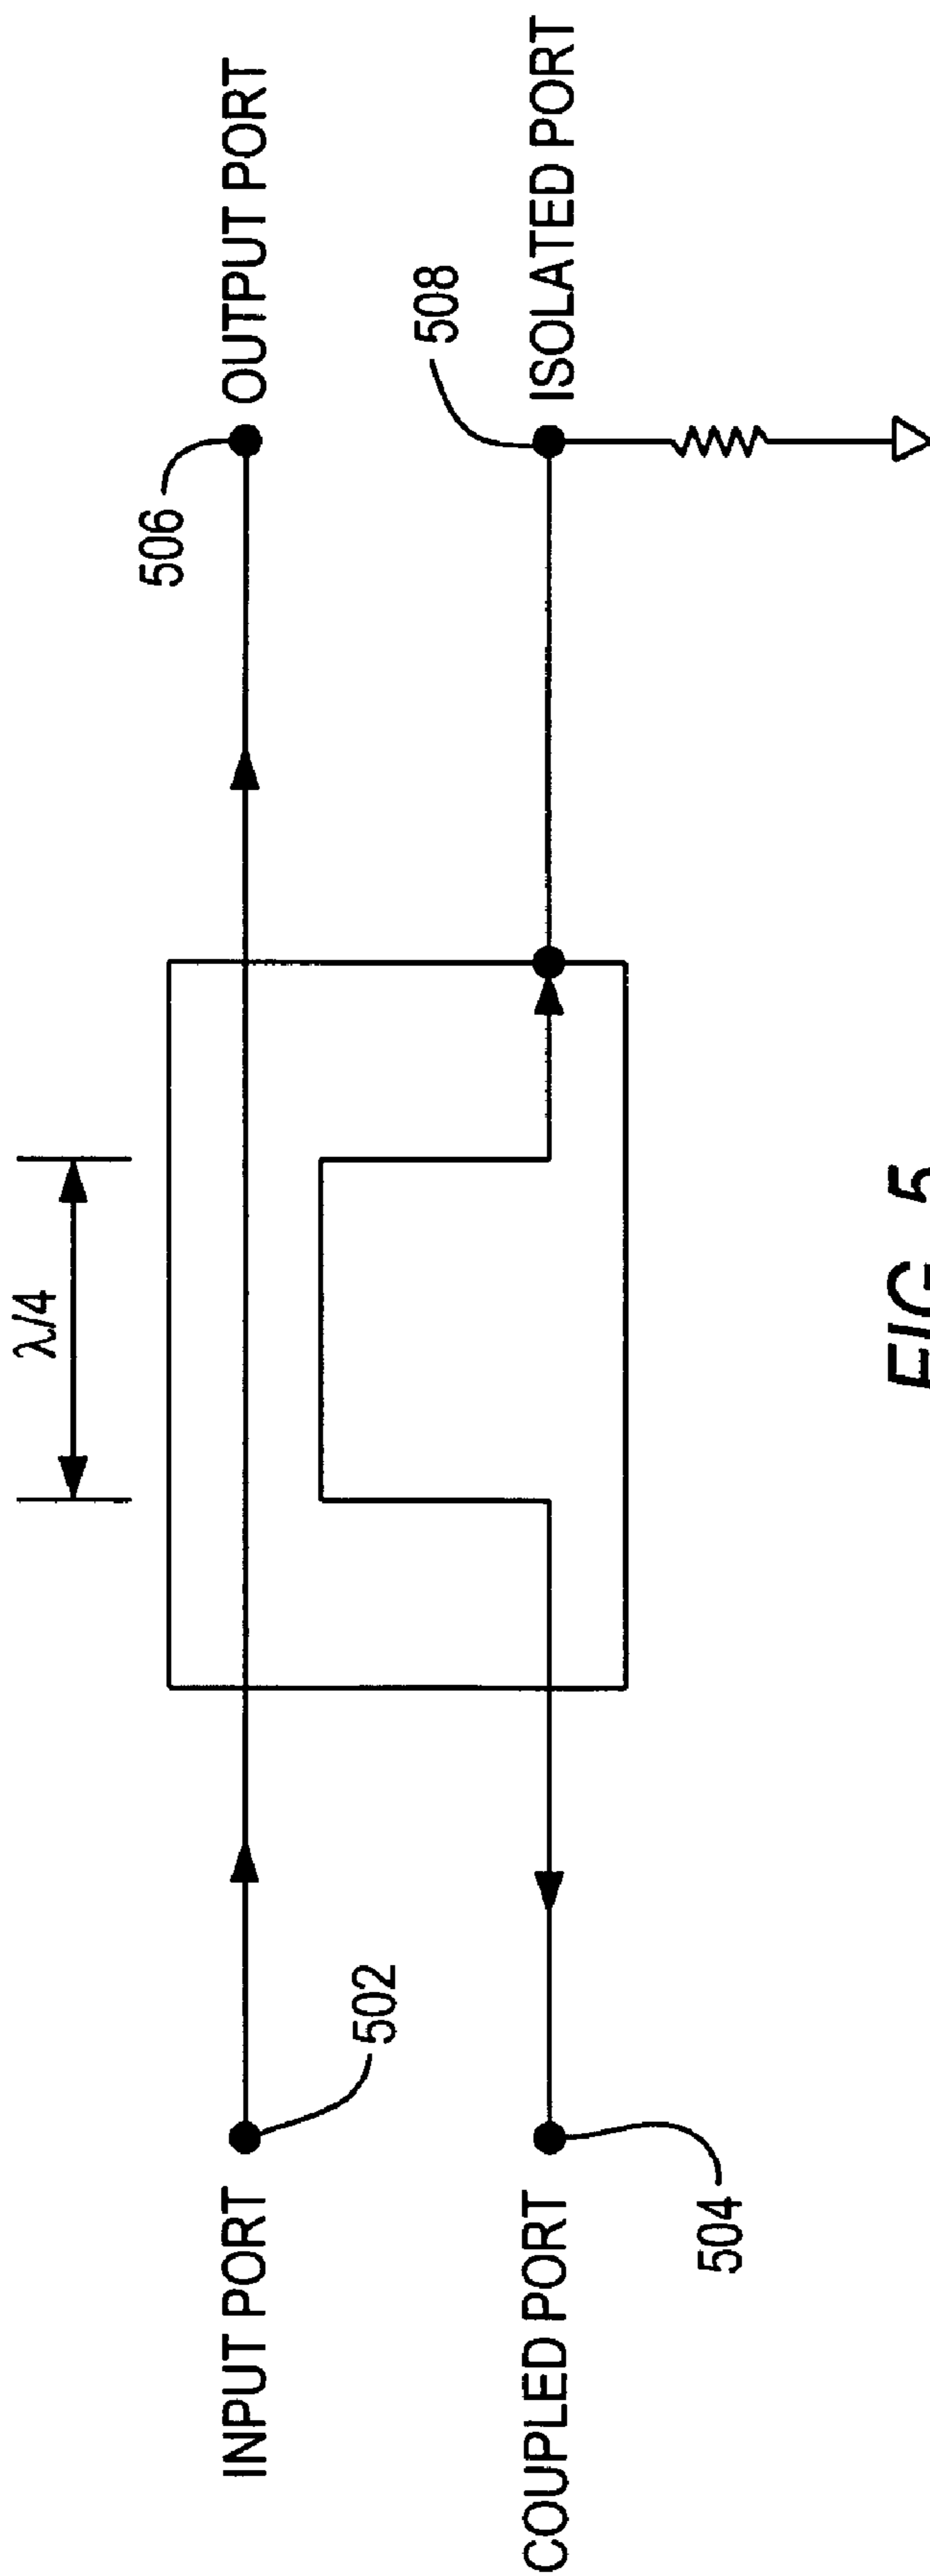 λ/4
INPUT PORT
502
506
OUTPUT PORT
COUPLED PORT
504
508
ISOLATED PORT
FIG. 5